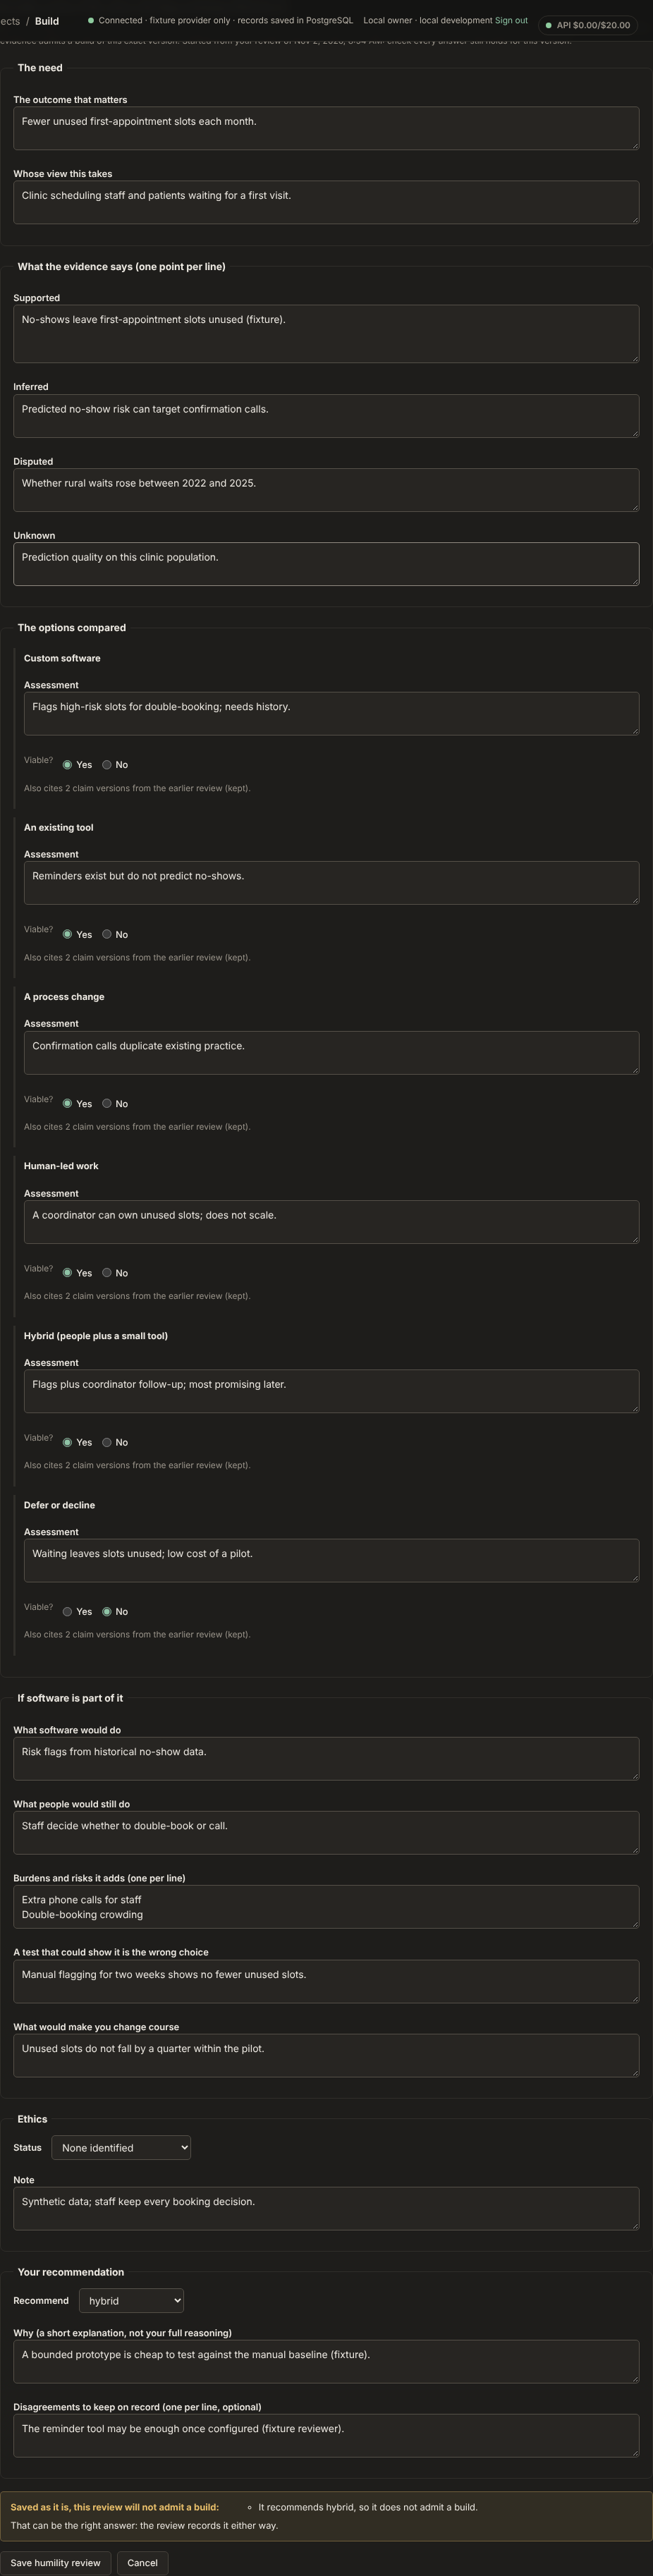 ects / Build
Connected · fixture provider only · records saved in PostgreSQL
Local owner · local development Sign out
API $0.00/$20.00
The need
The outcome that matters
Fewer unused first-appointment slots each month.
Whose view this takes
Clinic scheduling staff and patients waiting for a first visit.
What the evidence says (one point per line)
Supported
No-shows leave first-appointment slots unused (fixture).
Inferred
Predicted no-show risk can target confirmation calls.
Disputed
Whether rural waits rose between 2022 and 2025.
Unknown
Prediction quality on this clinic population.
The options compared
Custom software
Assessment
Flags high-risk slots for double-booking; needs history.
Viable? Yes No
Also cites 2 claim versions from the earlier review (kept).
An existing tool
Assessment
Reminders exist but do not predict no-shows.
Viable? Yes No
Also cites 2 claim versions from the earlier review (kept).
A process change
Assessment
Confirmation calls duplicate existing practice.
Viable? Yes No
Also cites 2 claim versions from the earlier review (kept).
Human-led work
Assessment
A coordinator can own unused slots; does not scale.
Viable? Yes No
Also cites 2 claim versions from the earlier review (kept).
Hybrid (people plus a small tool)
Assessment
Flags plus coordinator follow-up; most promising later.
Viable? Yes No
Also cites 2 claim versions from the earlier review (kept).
Defer or decline
Assessment
Waiting leaves slots unused; low cost of a pilot.
Viable? Yes No
Also cites 2 claim versions from the earlier review (kept).
If software is part of it
What software would do
Risk flags from historical no-show data.
What people would still do
Staff decide whether to double-book or call.
Burdens and risks it adds (one per line)
Extra phone calls for staff
Double-booking crowding
A test that could show it is the wrong choice
Manual flagging for two weeks shows no fewer unused slots.
What would make you change course
Unused slots do not fall by a quarter within the pilot.
Ethics
Status None identified
Note
Synthetic data; staff keep every booking decision.
Your recommendation
Recommend hybrid
Why (a short explanation, not your full reasoning)
A bounded prototype is cheap to test against the manual baseline (fixture).
Disagreements to keep on record (one per line, optional)
The reminder tool may be enough once configured (fixture reviewer).
Saved as it is, this review will not admit a build:
It recommends hybrid, so it does not admit a build.
That can be the right answer: the review records it either way.
Save humility review Cancel